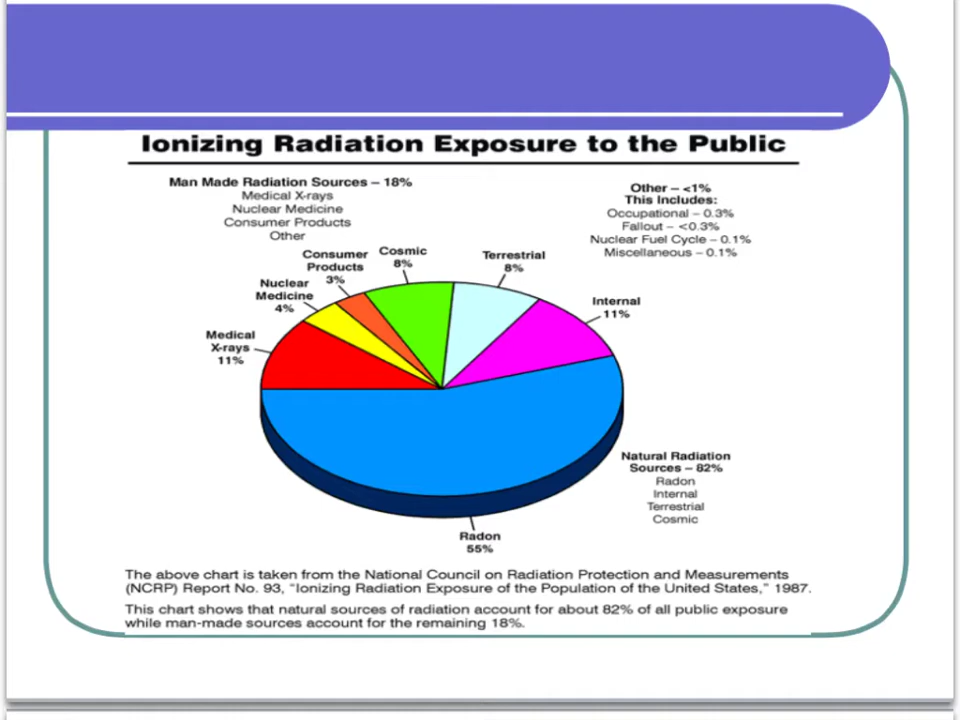 Ionizing Radiation Exposure to the Public
Man Made Radiation Sources – 18%
Medical X-rays
Nuclear Medicine
Consumer Products
Other
Other – <1%
This Includes:
Occupational – 0.3%
Fallout – <0.3%
Nuclear Fuel Cycle – 0.1%
Miscellaneous – 0.1%
Consumer
Products
3%
Cosmic
8%
Terrestrial
8%
Nuclear
Medicine
4%
Internal
11%
Medical
X-rays
11%
Natural Radiation
Sources – 82%
Radon
Internal
Terrestrial
Cosmic
Radon
55%
The above chart is taken from the National Council on Radiation Protection and Measurements
(NCRP) Report No. 93, “Ionizing Radiation Exposure of the Population of the United States,” 1987.
This chart shows that natural sources of radiation account for about 82% of all public exposure
while man-made sources account for the remaining 18%.